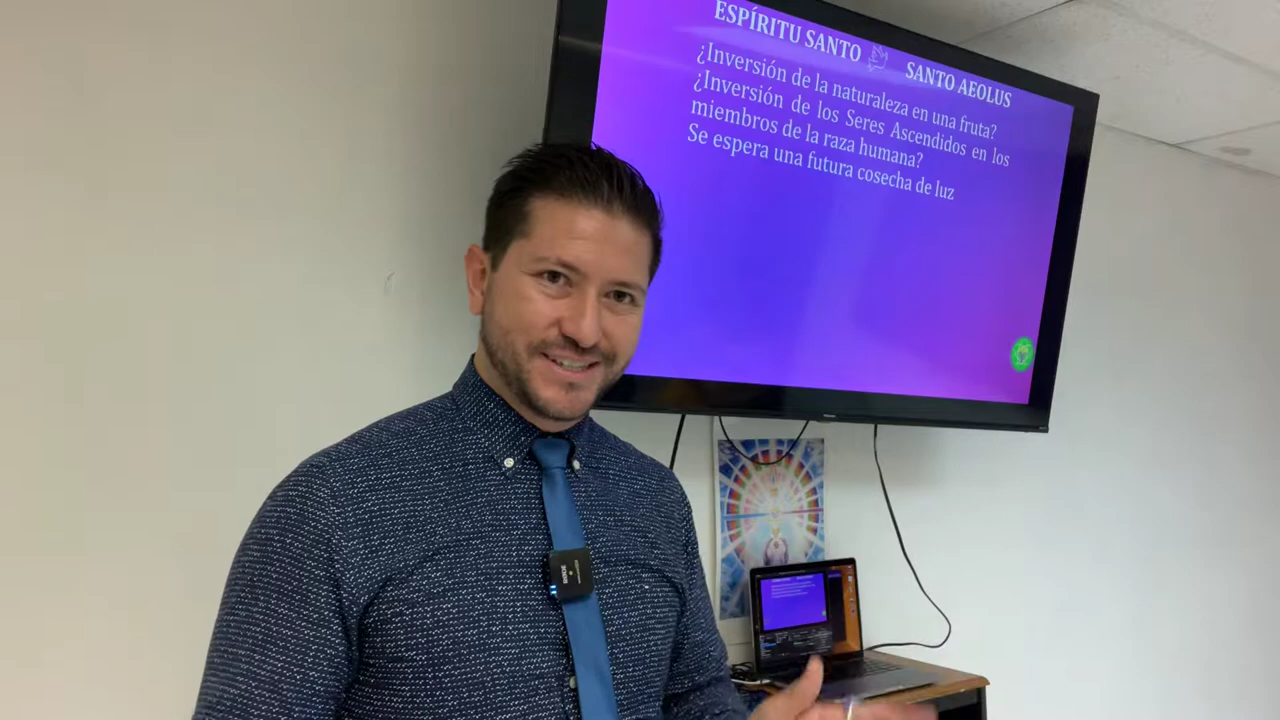 ESPÍRITU SANTO SANTO AEOLUS
¿Inversión de la naturaleza en una fruta?
¿Inversión de los Seres Ascendidos en los
miembros de la raza humana?
Se espera una futura cosecha de luz
RØDE